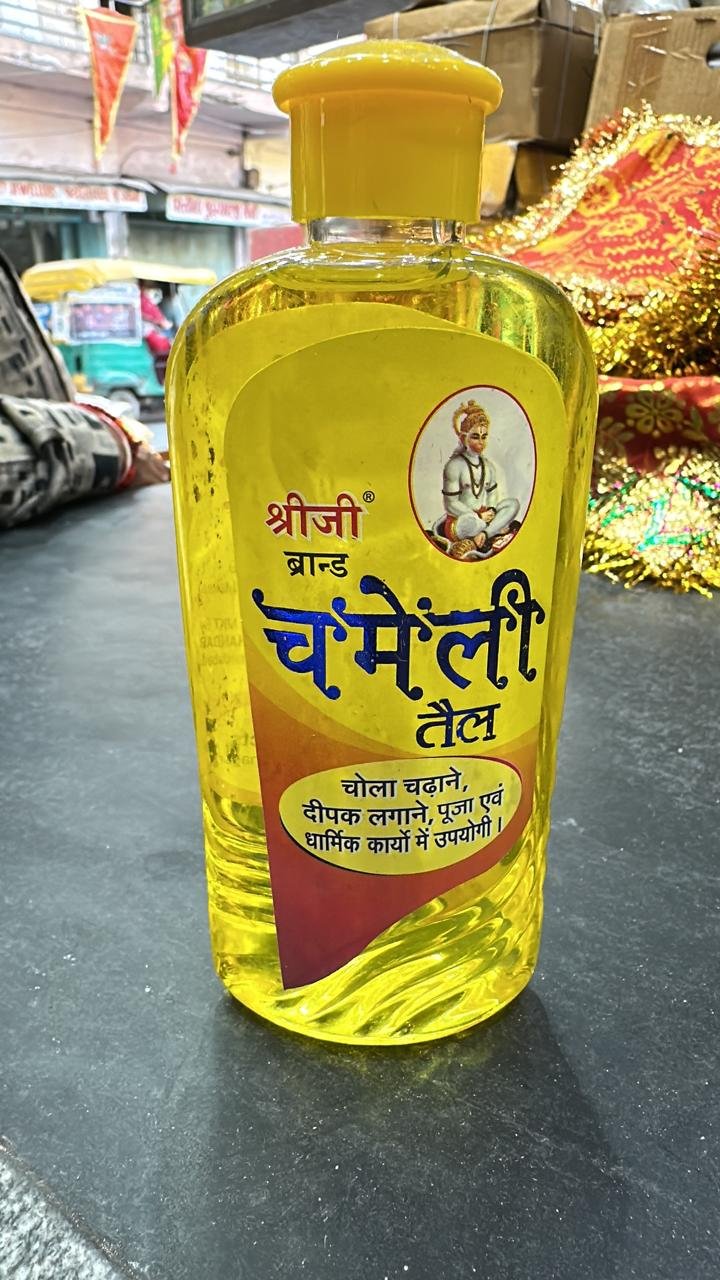 श्रीजी®
ब्रान्ड
चमेली
तैल
चोला चढ़ाने,
दीपक लगाने, पूजा एवं
धार्मिक कार्यो में उपयोगी।